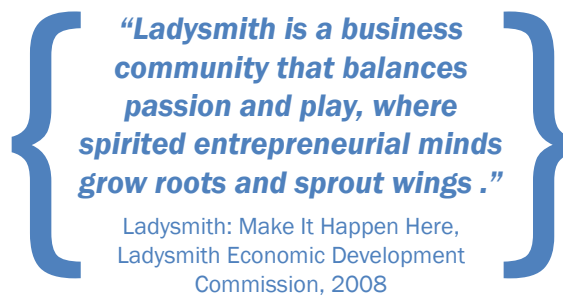 “Ladysmith is a business
community that balances
passion and play, where
spirited entrepreneurial minds
grow roots and sprout wings .”
Ladysmith: Make It Happen Here,
Ladysmith Economic Development
Commission, 2008